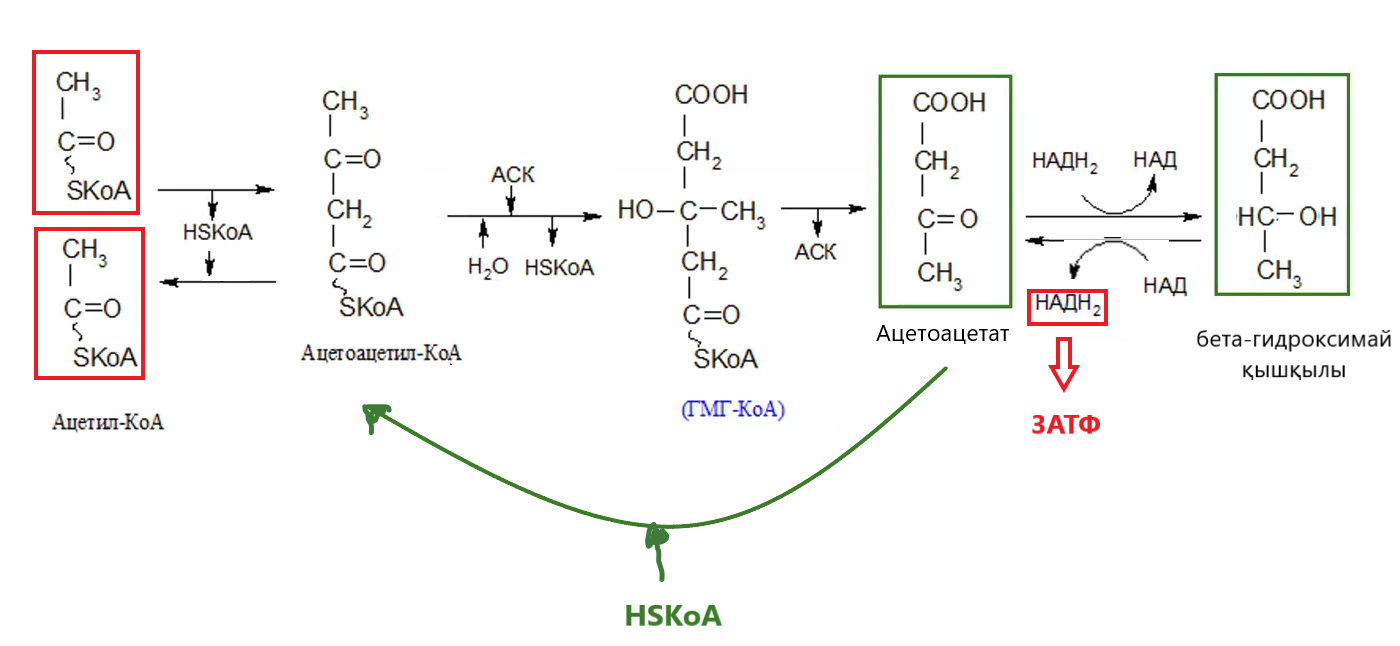 CH3
C=O
SKoA
CH3
C=O
SKoA
Ацетил-КоА
HSKoA
CH3
C=O
CH2
C=O
SKoA
Ацетоацетил-КоА
АСК
H2O
HSKoA
COOH
CH2
HO-C-CH3
CH2
C=O
SKoA
(ГМГ-КоА)
АСК
COOH
CH2
C=O
CH3
Ацетоацетат
НАДН2
НАД
НАДН2
НАД
3АТФ
COOH
CH2
HC-OH
CH3
бета-гидроксимай
қышқылы
HSKoA